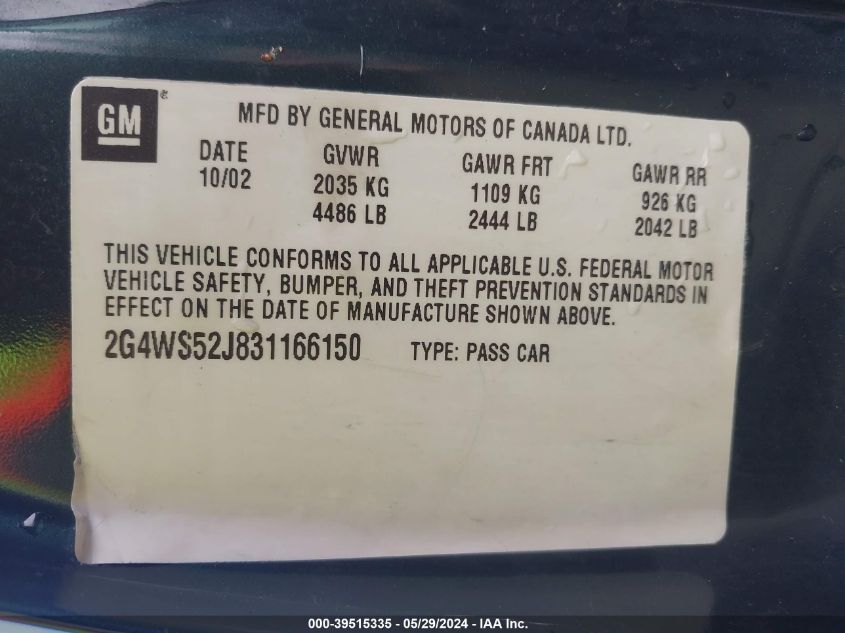 GM
MFD BY GENERAL MOTORS OF CANADA LTD.
DATE GVWR GAWR FRT GAWR RR
10/02 2035 KG 1109 KG 926 KG
4486 LB 2444 LB 2042 LB
THIS VEHICLE CONFORMS TO ALL APPLICABLE U.S. FEDERAL MOTOR
VEHICLE SAFETY, BUMPER, AND THEFT PREVENTION STANDARDS IN
EFFECT ON THE DATE OF MANUFACTURE SHOWN ABOVE.
2G4WS52J831166150 TYPE: PASS CAR
000-39515335 - 05/29/2024 - IAA Inc.